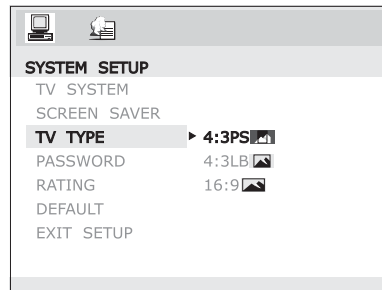 SYSTEM SETUP
TV SYSTEM
SCREEN SAVER
TV TYPE 4:3PS
PASSWORD 4:3LB
RATING 16:9
DEFAULT
EXIT SETUP